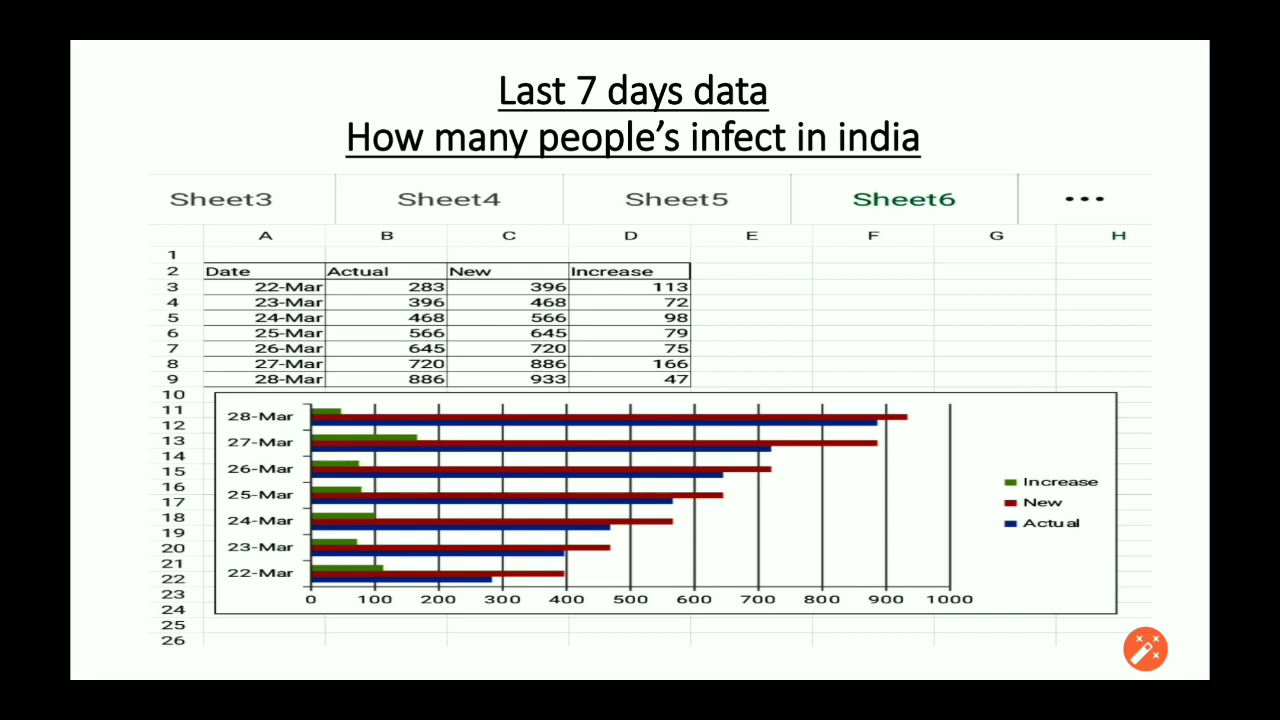 Last 7 days data
How many people's infect in india
Sheet3 Sheet4 Sheet5 Sheet6 •••
A B C D E F G H
1
2 Date Actual New Increase
3 22-Mar 283 396 113
4 23-Mar 396 468 72
5 24-Mar 468 566 98
6 25-Mar 566 645 79
7 26-Mar 645 720 75
8 27-Mar 720 886 166
9 28-Mar 886 933 47
10
11
12 28-Mar
13 27-Mar
14
15 26-Mar
16 25-Mar Increase
17 New
18 24-Mar Actual
19
20 23-Mar
21
22 22-Mar
23 0 100 200 300 400 500 600 700 800 900 1000
24
25
26